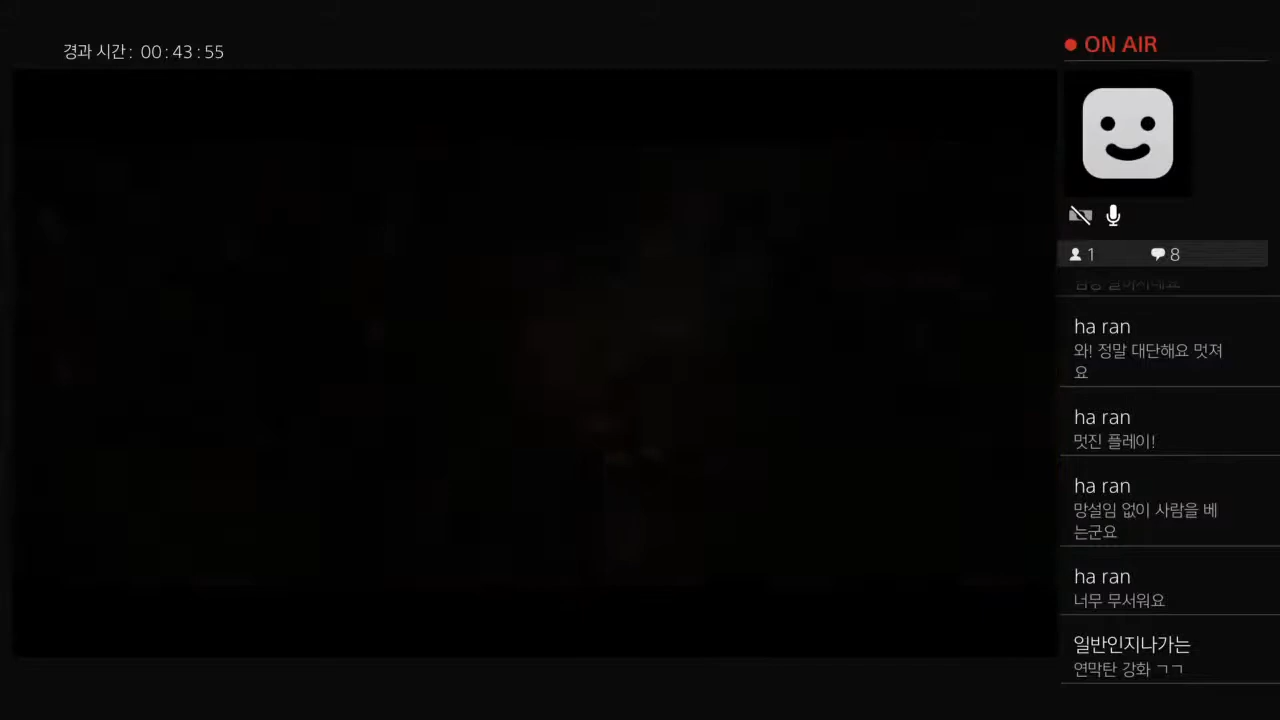 경과 시간: 00:43:55
ON AIR
1
8
ha ran
와! 정말 대단해요 멋져
요
ha ran
멋진 플레이!
ha ran
망설임 없이 사람을 베
는군요
ha ran
너무 무서워요
일반인지나가는
연막탄 강화 ㄱㄱ